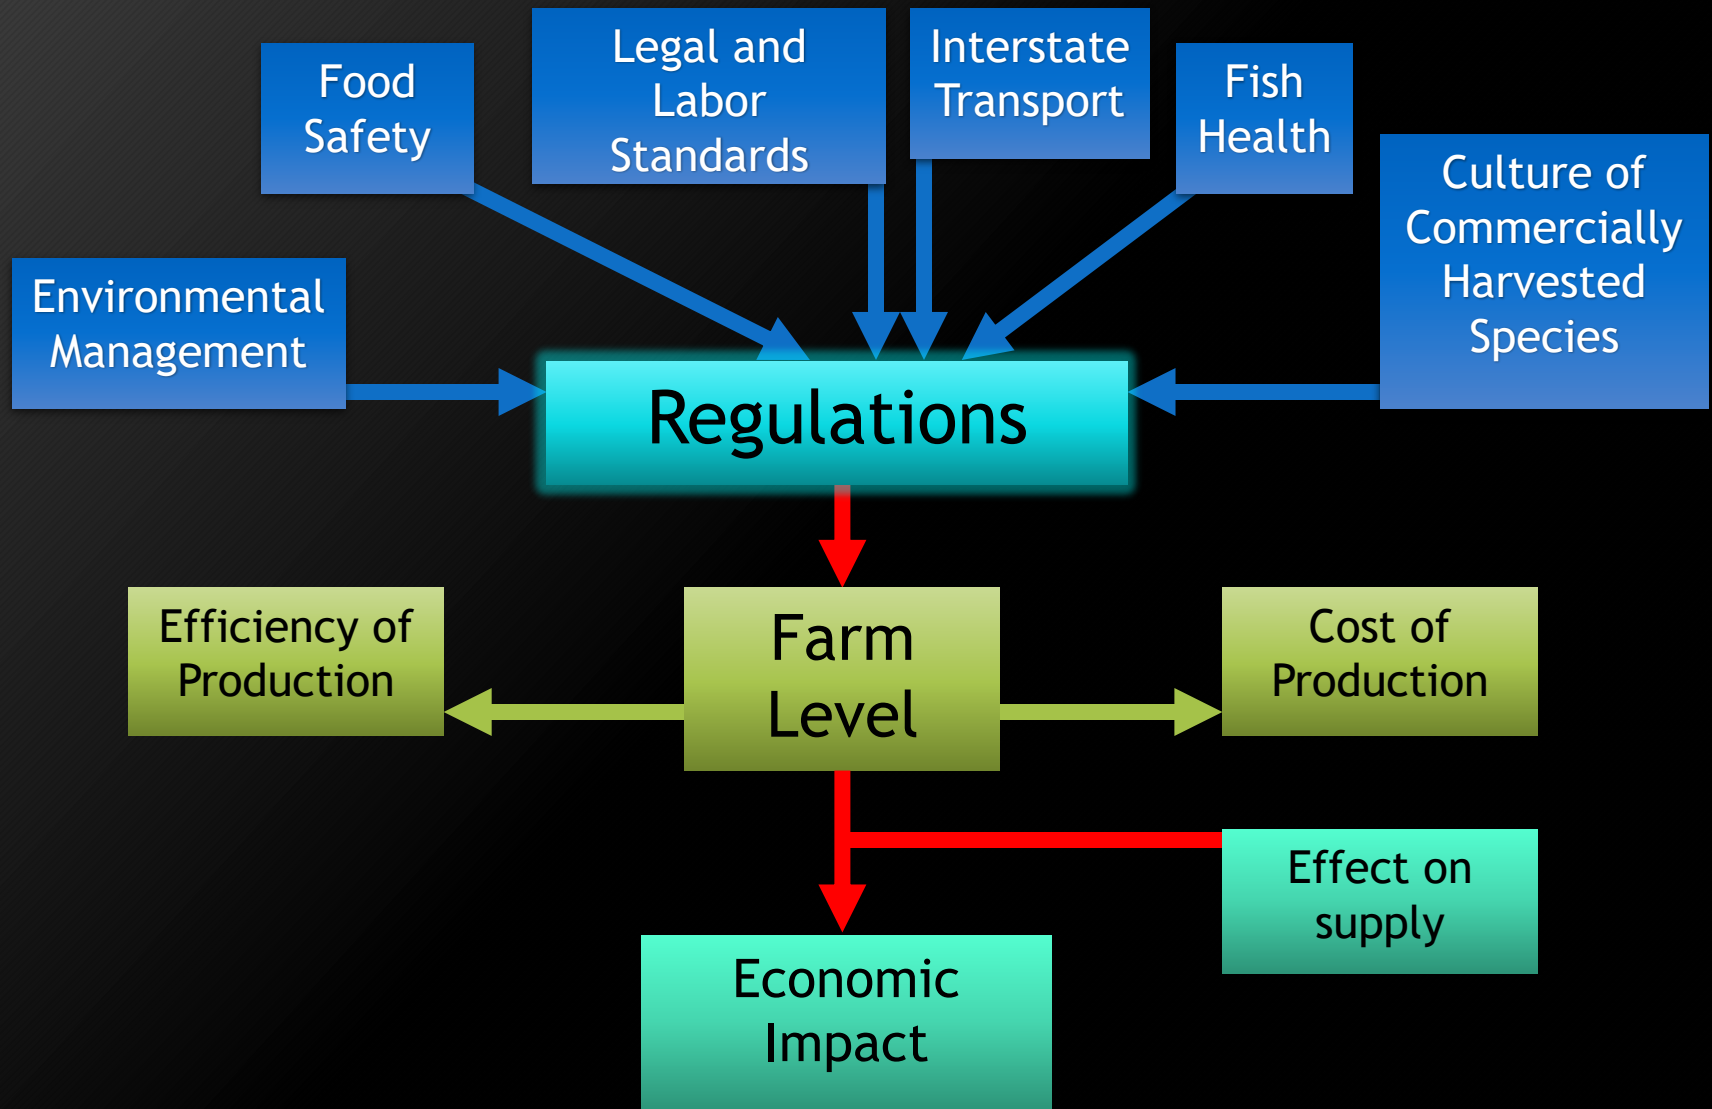 Food
Safety
Legal and
Labor
Standards
Interstate
Transport
Fish
Health
Culture of
Commercially
Harvested
Species
Environmental
Management
Regulations
Efficiency of
Production
Farm
Level
Cost of
Production
Effect on
supply
Economic
Impact